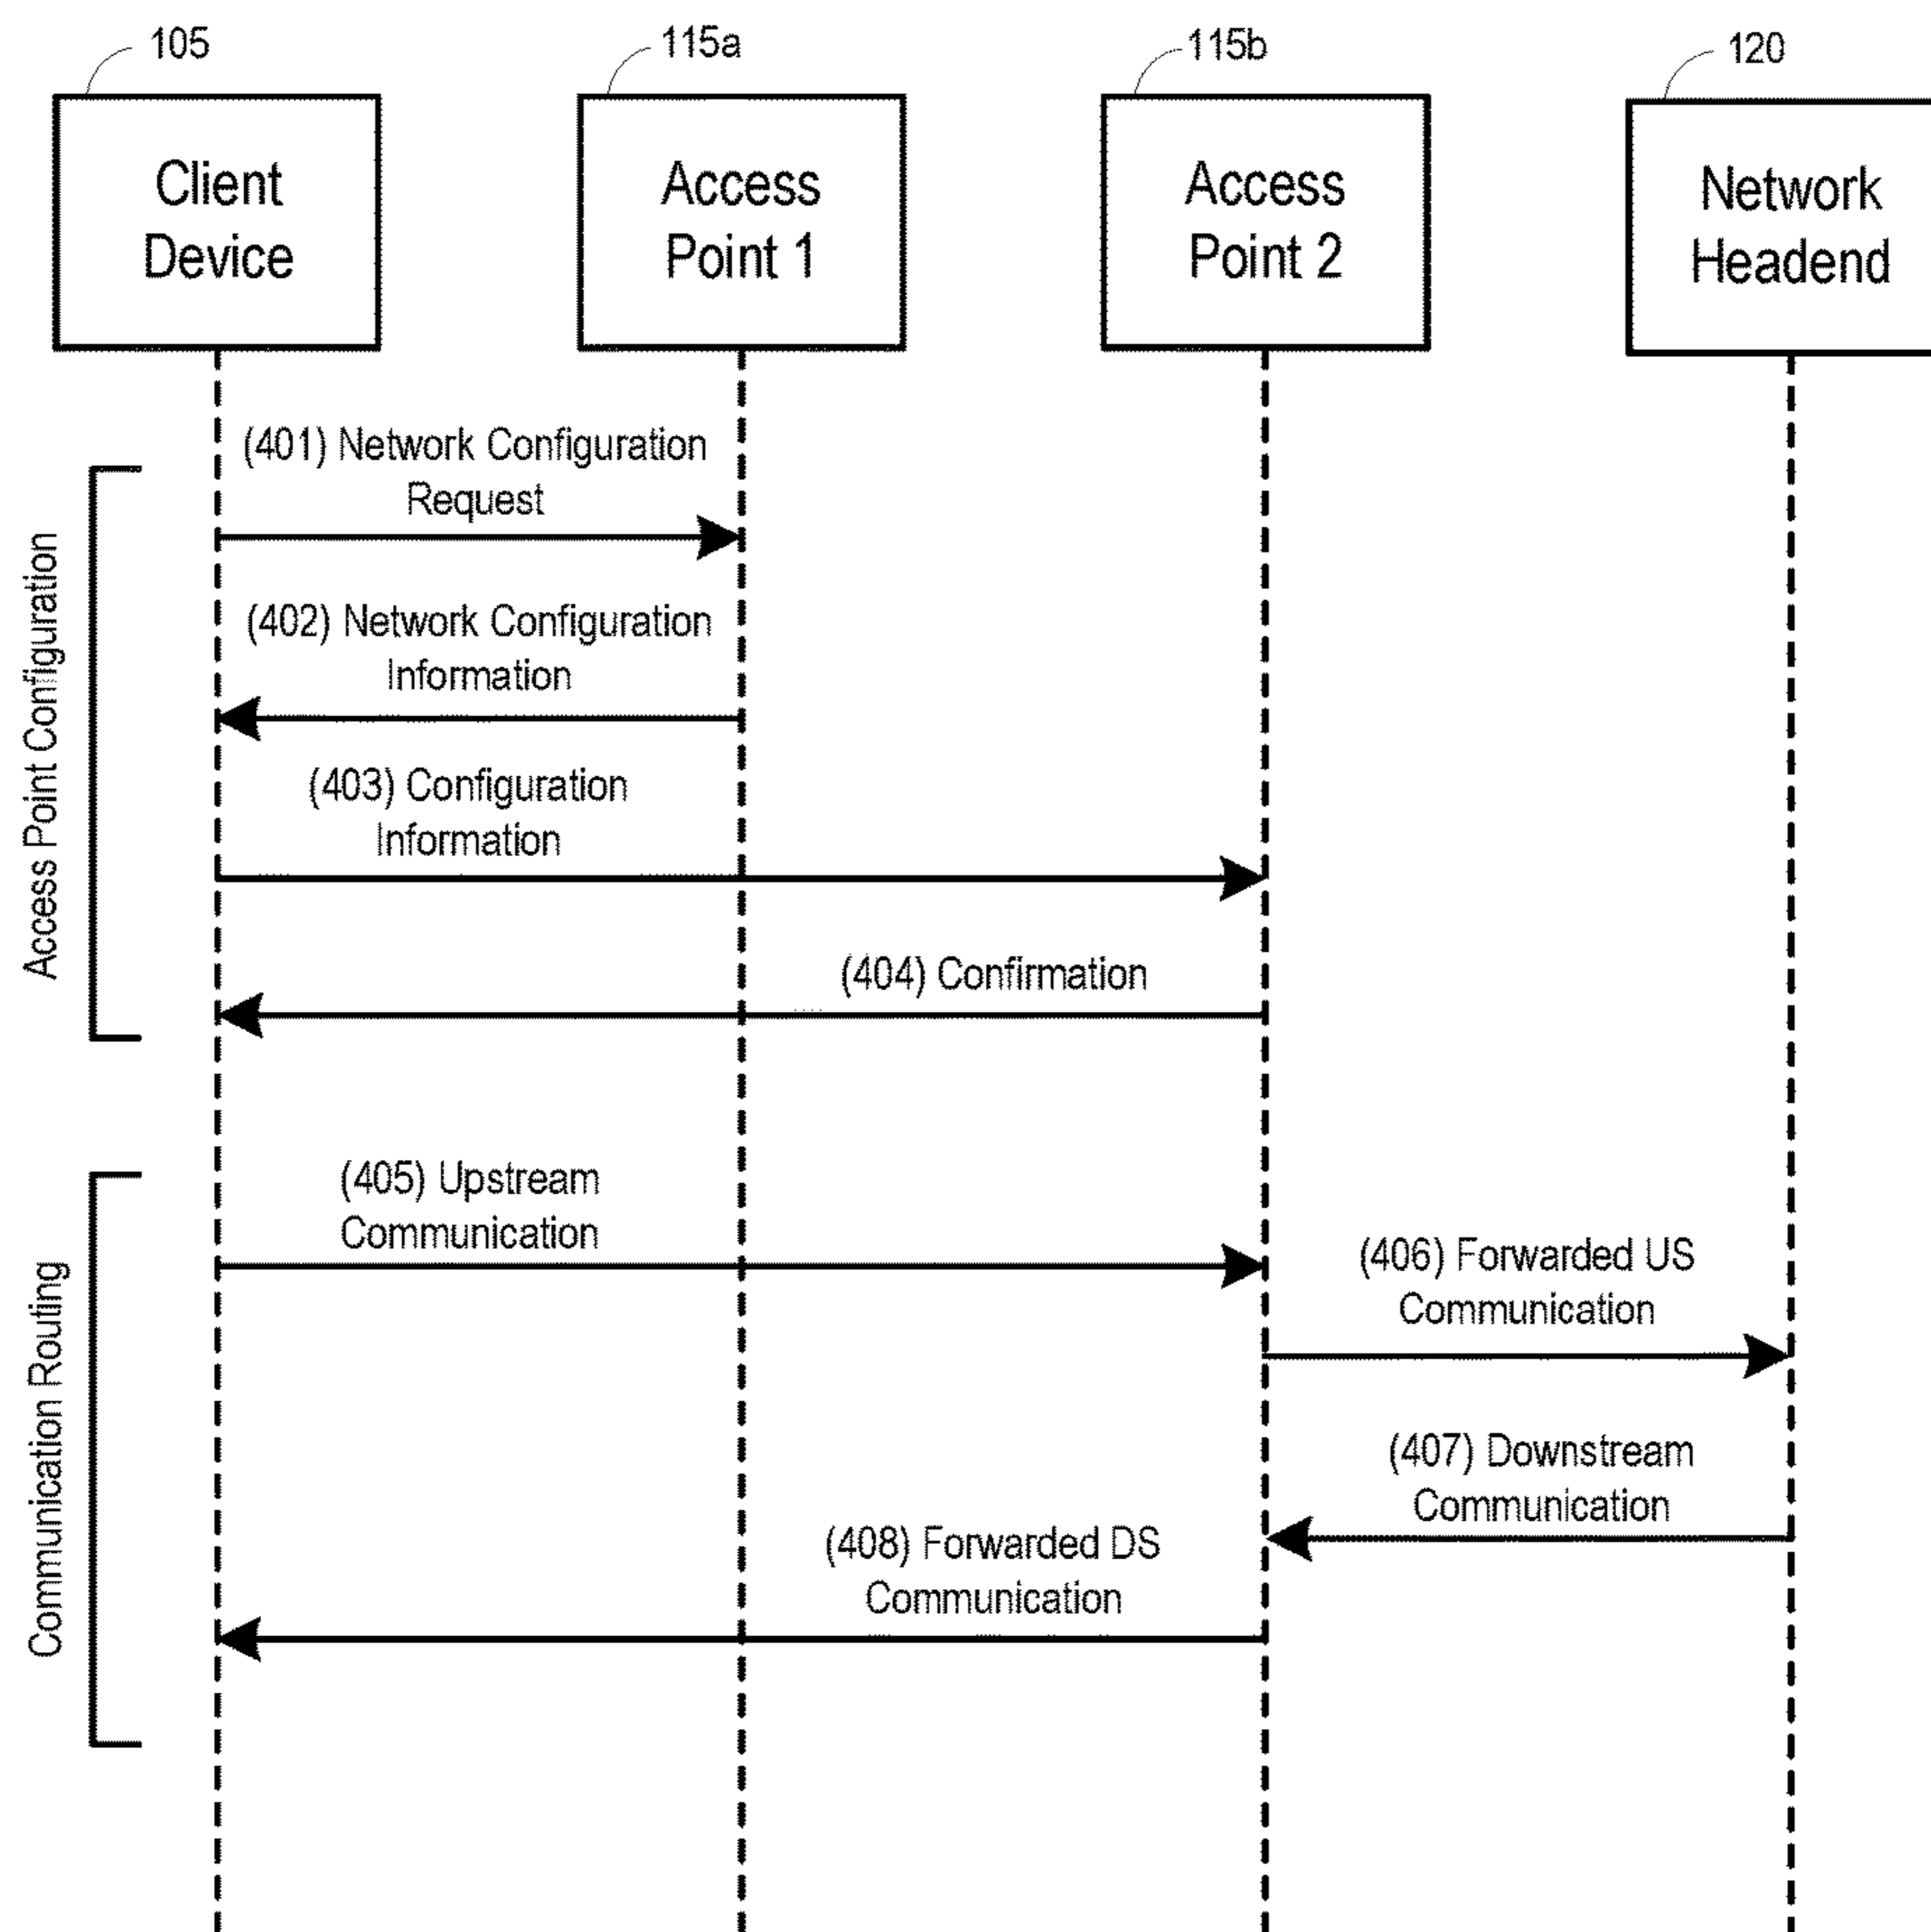 105
115a
115b
120
Client
Device
Access
Point 1
Access
Point 2
Network
Headend
Access Point Configuration
(401) Network Configuration
Request
(402) Network Configuration
Information
(403) Configuration
Information
(404) Confirmation
Communication Routing
(405) Upstream
Communication
(406) Forwarded US
Communication
(407) Downstream
Communication
(408) Forwarded DS
Communication